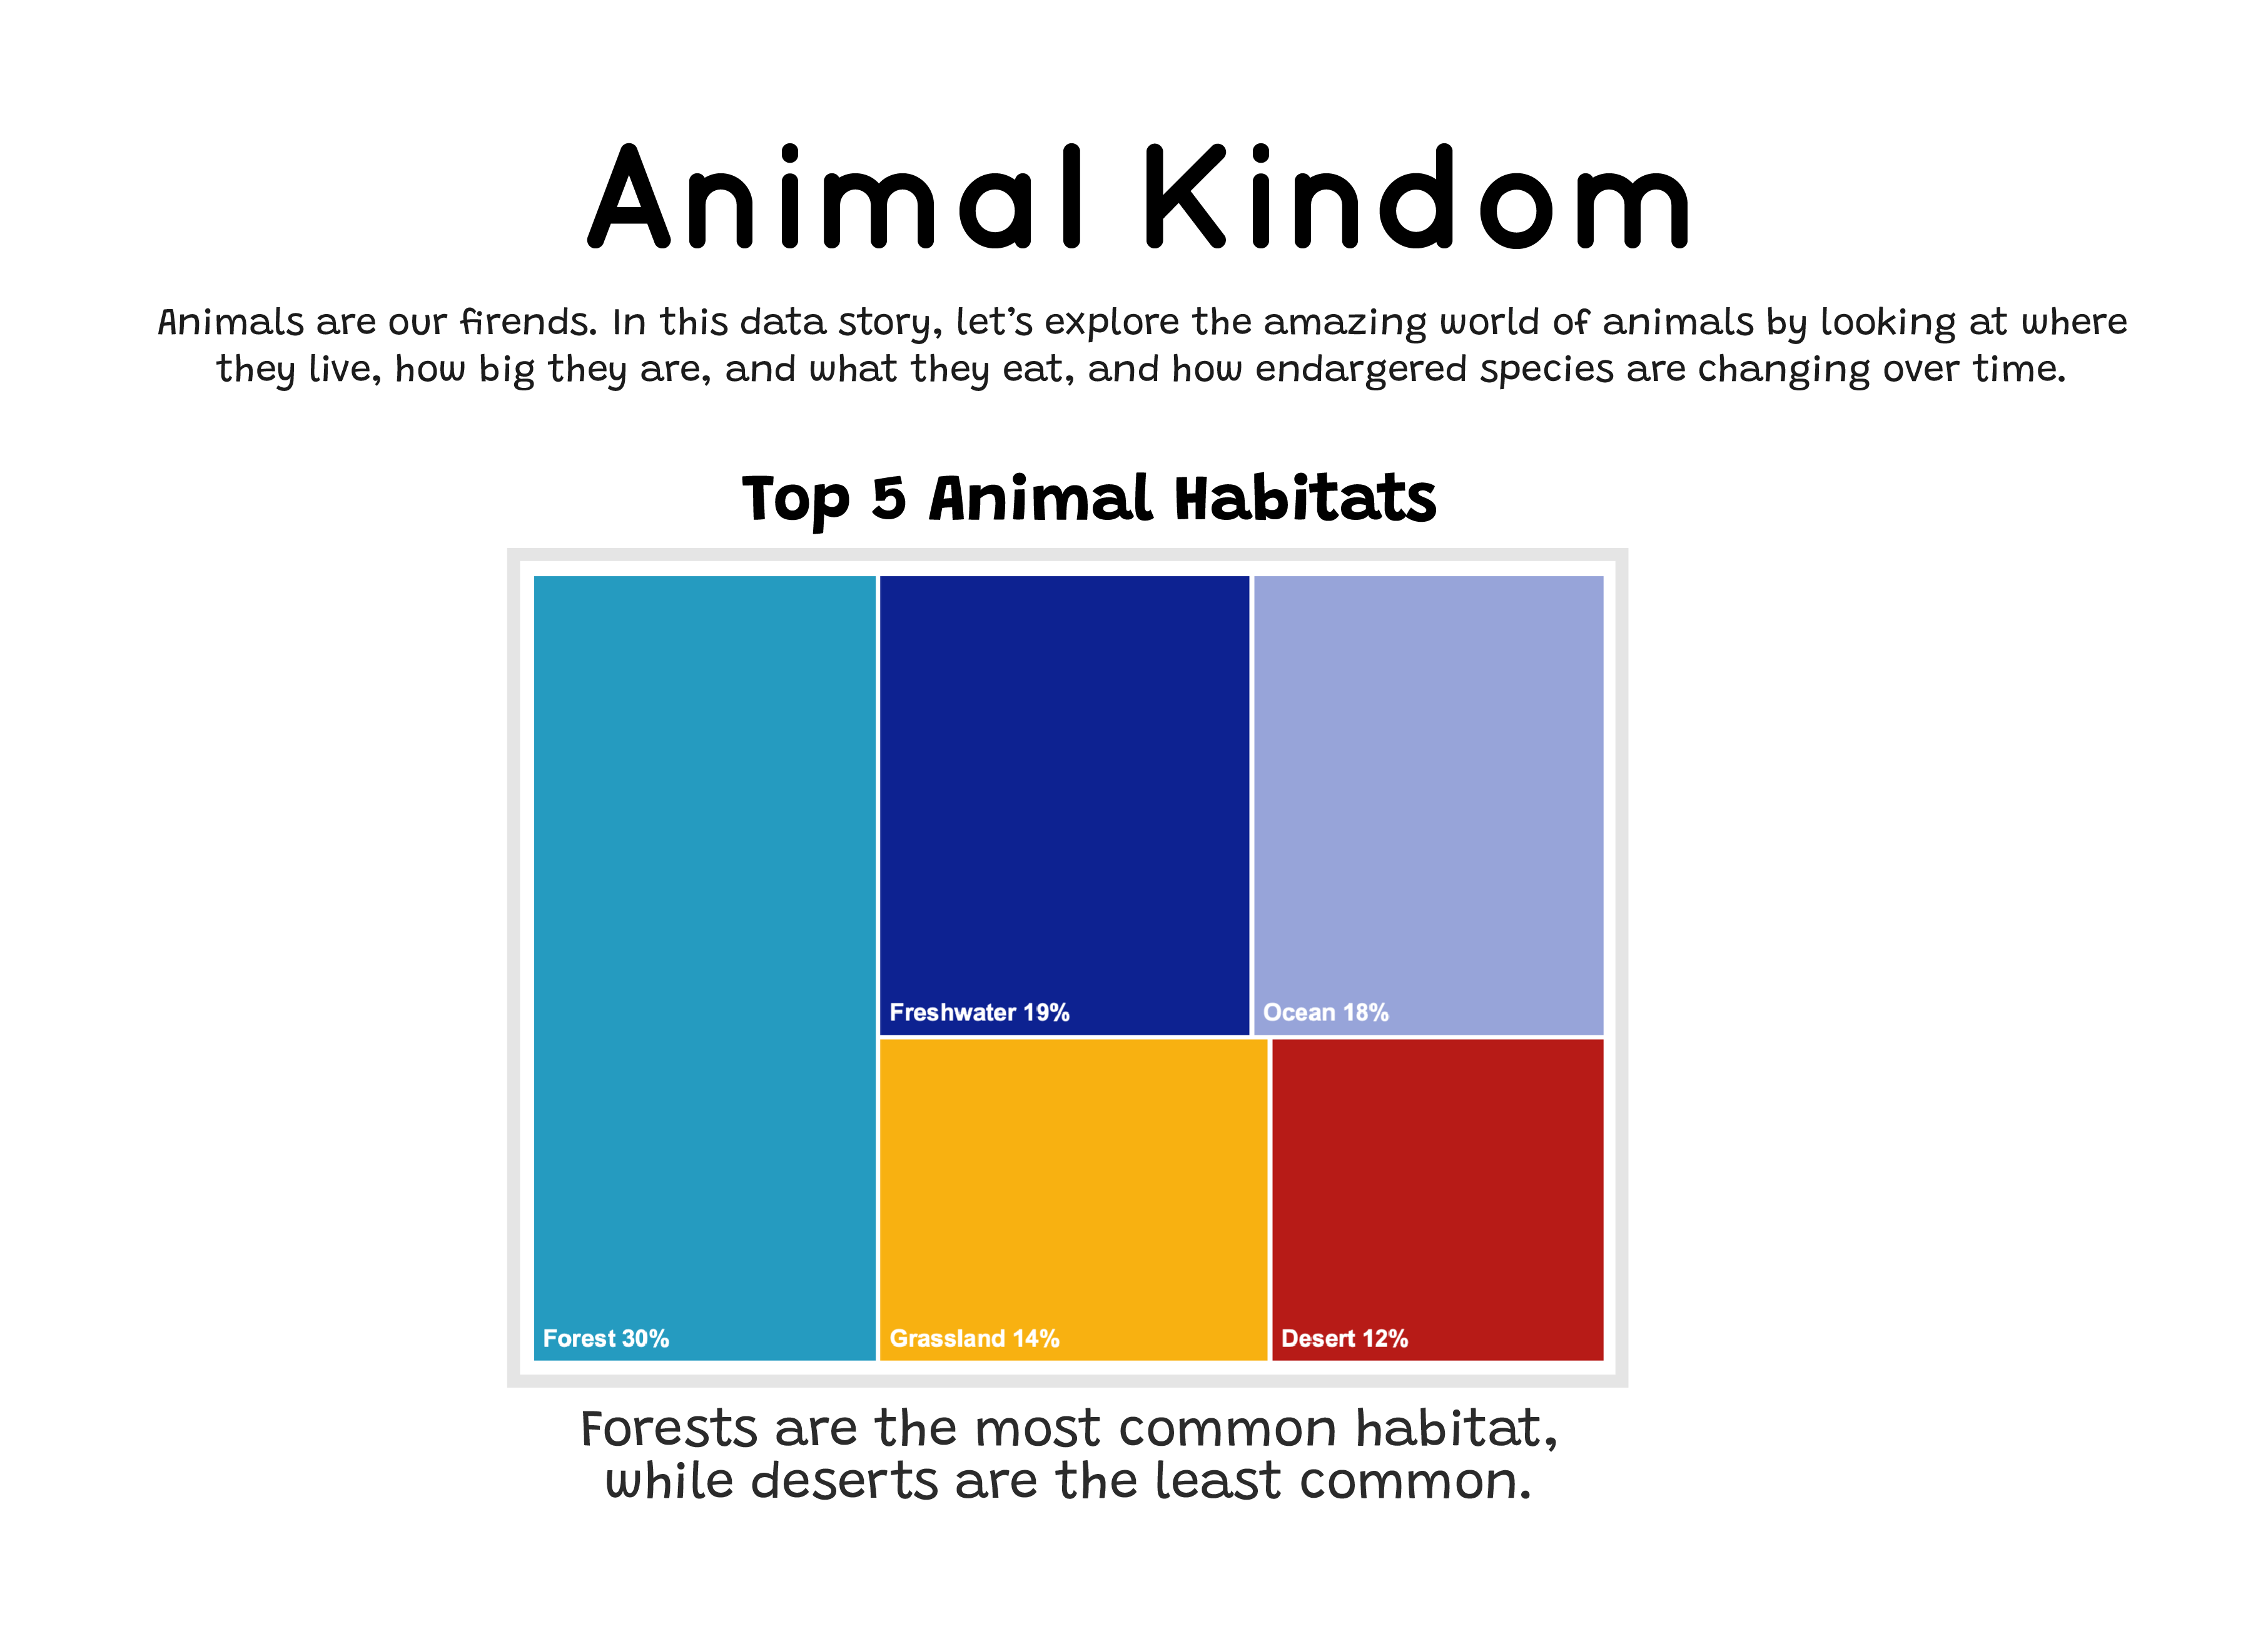 Animal Kindom
Animals are our firends. In this data story, let's explore the amazing world of animals by looking at where
they live, how big they are, and what they eat, and how endargered species are changing over time.
Top 5 Animal Habitats
Freshwater 19%
Ocean 18%
Forest 30%
Grassland 14%
Desert 12%
Forests are the most common habitat,
while deserts are the least common.